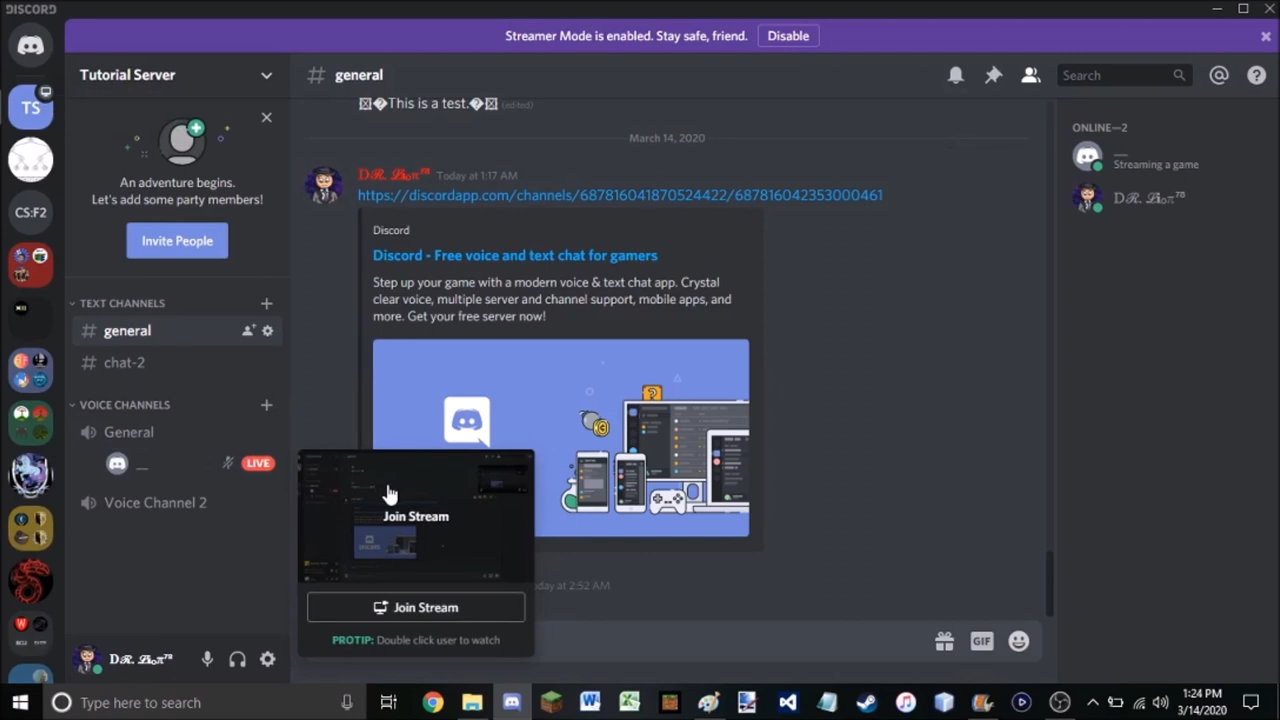 DISCORD
Streamer Mode is enabled. Stay safe, friend.
Disable
TS
CS:F2
Tutorial Server
An adventure begins.
Let's add some party members!
Invite People
TEXT CHANNELS
general
chat-2
VOICE CHANNELS
General
__
LIVE
Voice Channel 2
general
Search
This is a test. (edited)
March 14, 2020
Today at 1:17 AM
https://discordapp.com/channels/687816041870524422/687816042353000461
Discord
Discord - Free voice and text chat for gamers
Step up your game with a modern voice & text chat app. Crystal
clear voice, multiple server and channel support, mobile apps, and
more. Get your free server now!
Join Stream
Join Stream
PROTIP: Double click user to watch
oday at 2:52 AM
GIF
ONLINE—2
__
Streaming a game
Type here to search
1:24 PM
3/14/2020